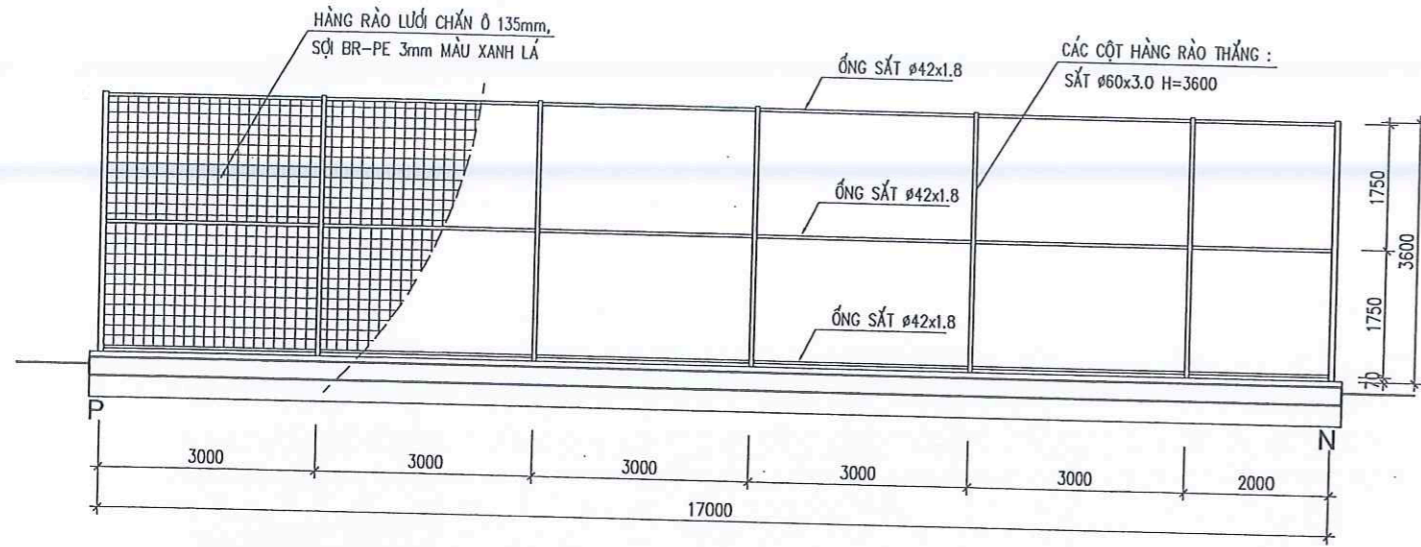 HÀNG RÀO LƯỚI CHẮN Ô 135mm,
SỢI BR-PE 3mm MÀU XANH LÁ
ỐNG SẮT ø42x1.8
CÁC CỘT HÀNG RÀO THẲNG :
SẮT ø60x3.0 H=3600
ỐNG SẮT ø42x1.8
ỐNG SẮT ø42x1.8
1750
1750
70
3600
P
N
3000
3000
3000
3000
3000
2000
17000